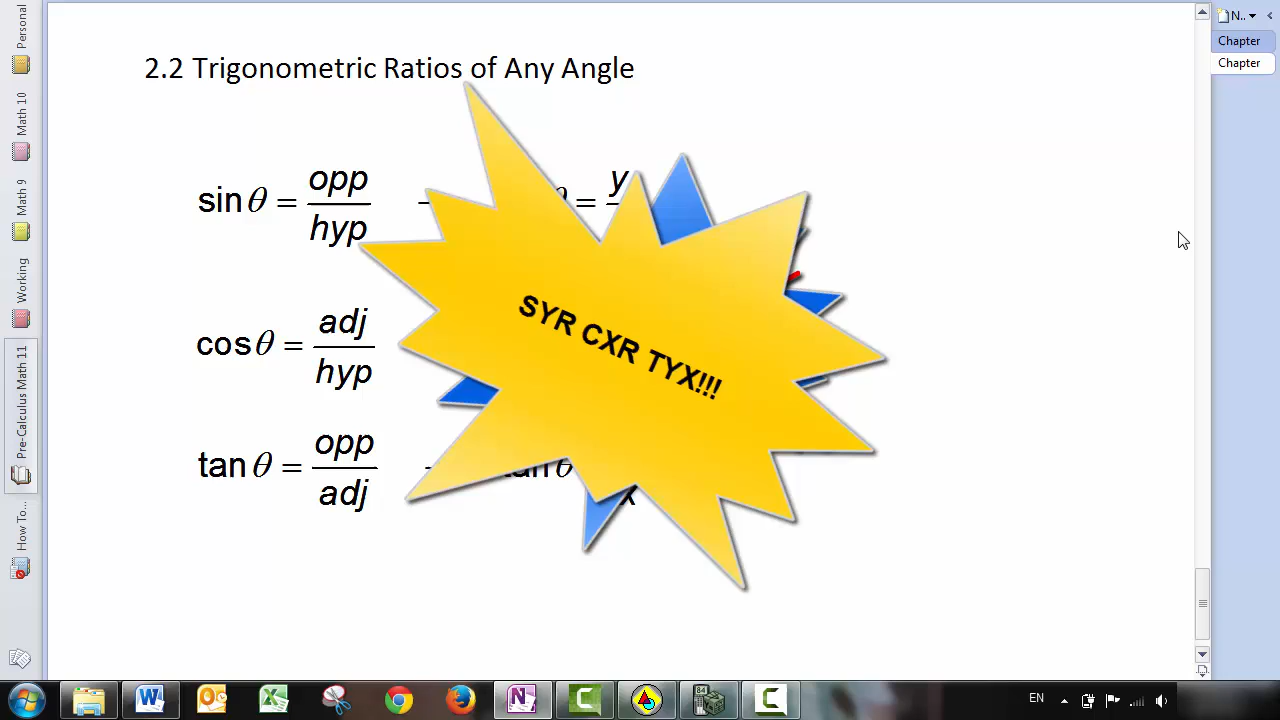 Personal
Math 10
Math 9
Working
Pre-Calculus Math 11
How To...
N..
Chapter
Chapter
2.2 Trigonometric Ratios of Any Angle
sin θ = opp / hyp
θ = y
cos θ = adj / hyp
tan θ = opp / adj
tan θ
x
SYR CXR TYX!!!
EN